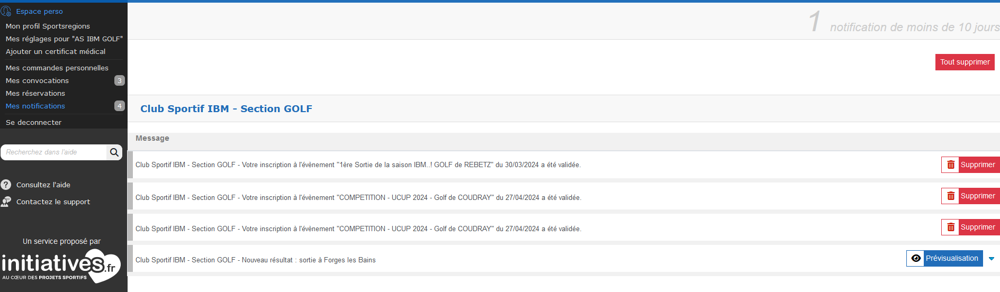 Espace perso
Mon profil Sportsregions
Mes réglages pour "AS IBM GOLF"
Ajouter un certificat médical
Mes commandes personnelles
Mes convocations 3
Mes réservations
Mes notifications 4
Se deconnecter
Recherchez dans l'aide
Consultez l'aide
Contactez le support
Un service proposé par
initiatives.fr
AU CŒUR DES PROJETS SPORTIFS
1 notification de moins de 10 jours
Tout supprimer
Club Sportif IBM - Section GOLF
Message
Club Sportif IBM - Section GOLF - Votre inscription à l'évènement "1ère Sortie de la saison IBM..! GOLF de REBETZ" du 30/03/2024 a été validée. Supprimer
Club Sportif IBM - Section GOLF - Votre inscription à l'évènement "COMPETITION - UCUP 2024 - Golf de COUDRAY" du 27/04/2024 a été validée. Supprimer
Club Sportif IBM - Section GOLF - Votre inscription à l'évènement "COMPETITION - UCUP 2024 - Golf de COUDRAY" du 27/04/2024 a été validée. Supprimer
Club Sportif IBM - Section GOLF - Nouveau résultat : sortie à Forges les Bains Prévisualisation